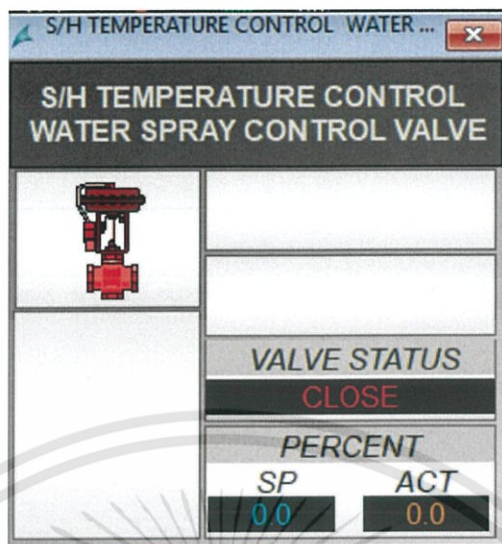 S/H TEMPERATURE CONTROL WATER ...
S/H TEMPERATURE CONTROL
WATER SPRAY CONTROL VALVE
VALVE STATUS
CLOSE
PERCENT
SP ACT
0.0 0.0